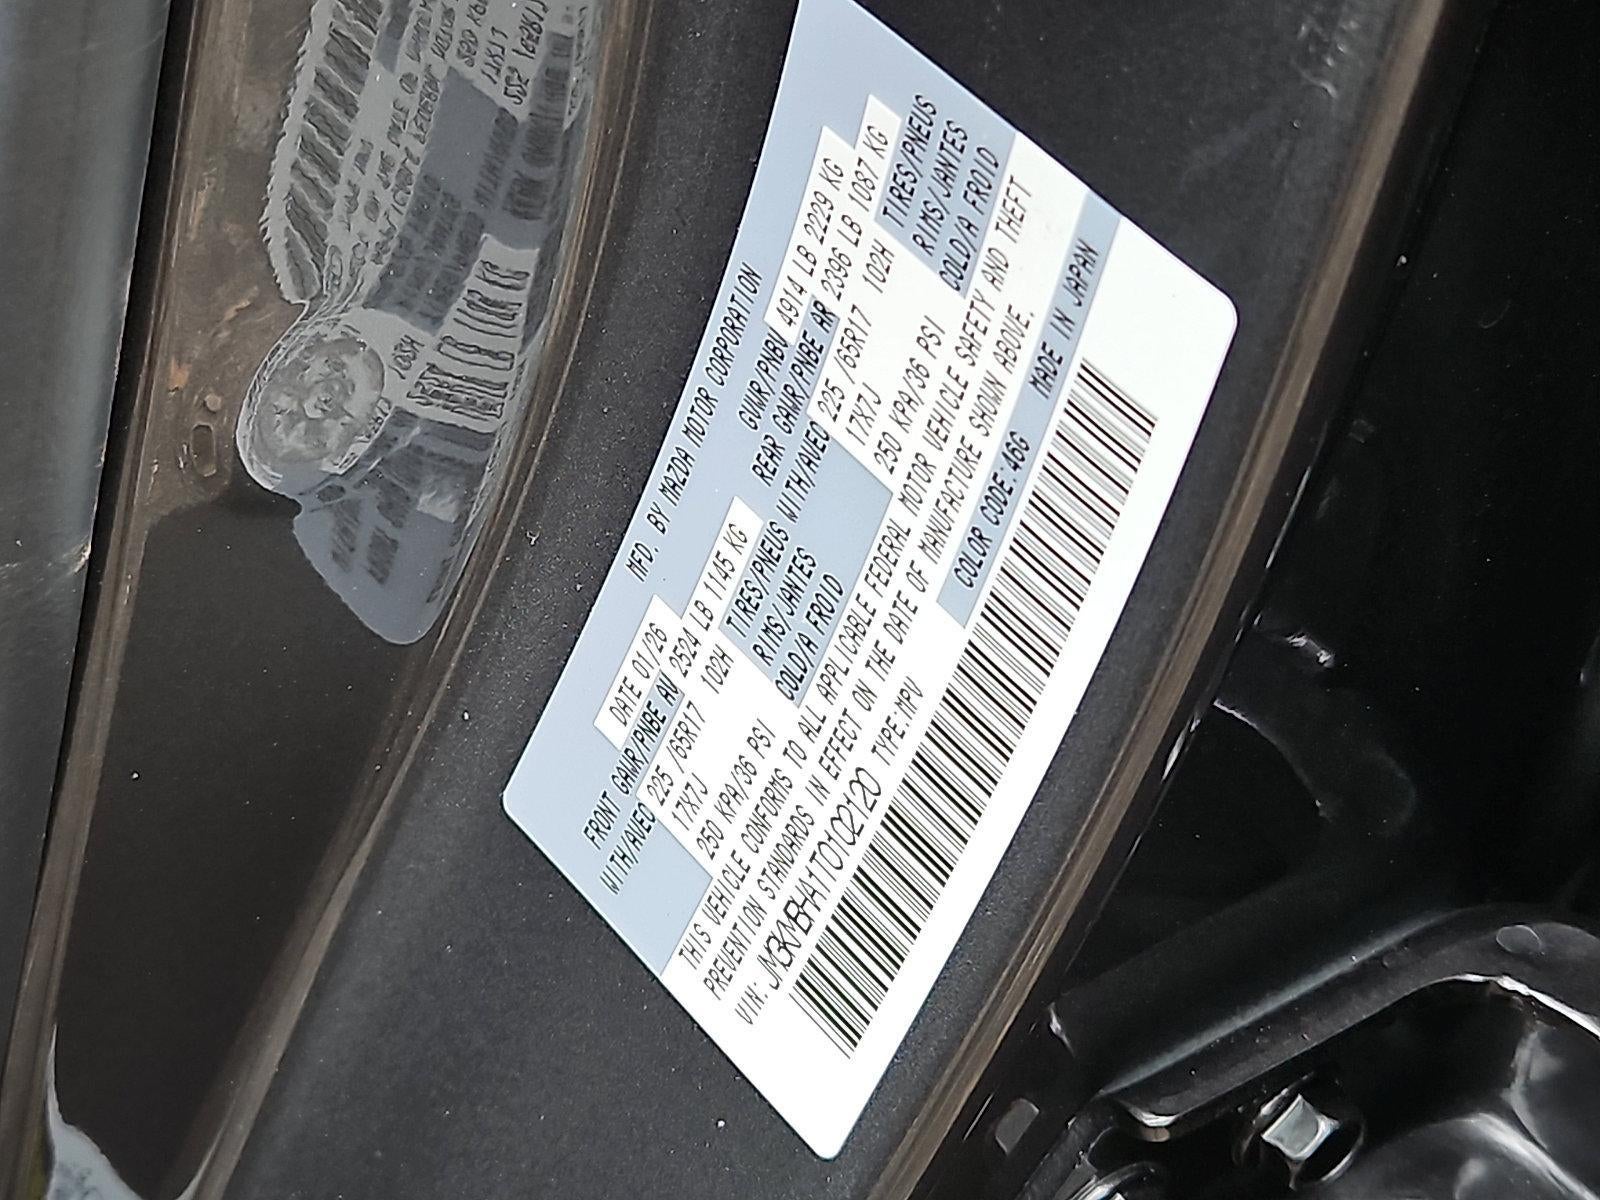 MFD. BY MAZDA MOTOR CORPORATION
DATE 01/26 GVWR/PNBV 4914 LB 2229 KG
FRONT GAWR/PNBE AV 2524 LB 1145 KG REAR GAWR/PNBE AR 2396 LB 1087 KG
WITH/AVEC 225 /65R17 102H TIRES/PNEUS WITH/AVEC 225 /65R17 102H TIRES/PNEUS
17X7J RIMS/JANTES 17X7J RIMS/JANTES
250 KPA/36 PSI COLD/A FROID 250 KPA/36 PSI COLD/A FROID
THIS VEHICLE CONFORMS TO ALL APPLICABLE FEDERAL MOTOR VEHICLE SAFETY AND THEFT
PREVENTION STANDARDS IN EFFECT ON THE DATE OF MANUFACTURE SHOWN ABOVE.
VIN: JM3KMBHA1T0102120 TYPE:MPV COLOR CODE:46G MADE IN JAPAN